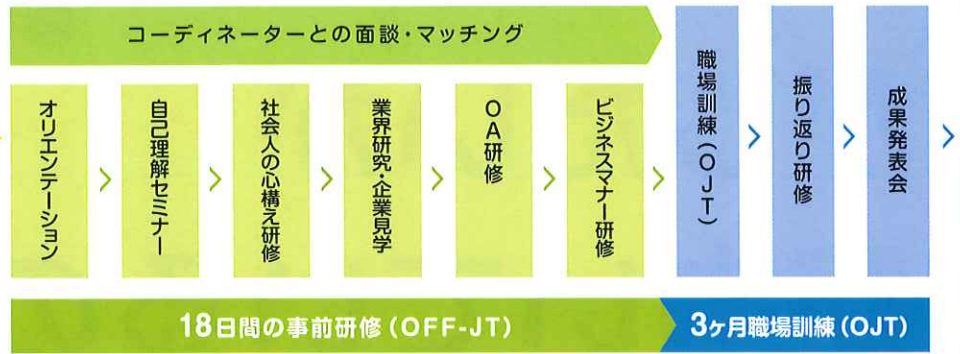 コーディネーターとの面談・マッチング
オリエンテーション
自己理解セミナー
社会人の心構え研修
業界研究・企業見学
OA研修
ビジネスマナー研修
職場訓練（OJT）
振り返り研修
成果発表会
18日間の事前研修（OFF-JT）
3ヶ月職場訓練（OJT）